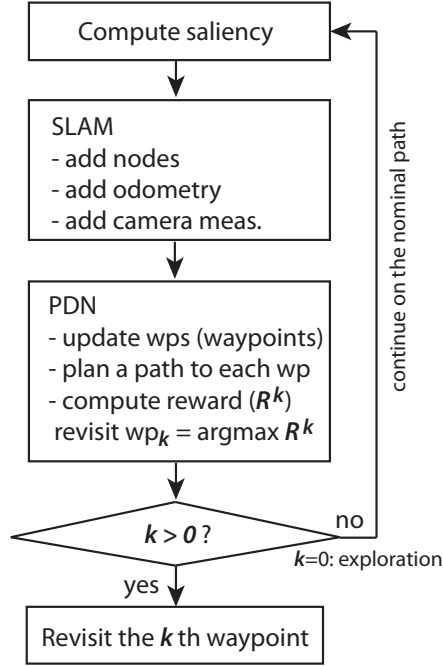 Compute saliency
SLAM
- add nodes
- add odometry
- add camera meas.
PDN
- update wps (waypoints)
- plan a path to each wp
- compute reward (R^k)
revisit wp_k = argmax R^k
continue on the nominal path
k > 0 ?
no
k=0: exploration
yes
Revisit the k th waypoint